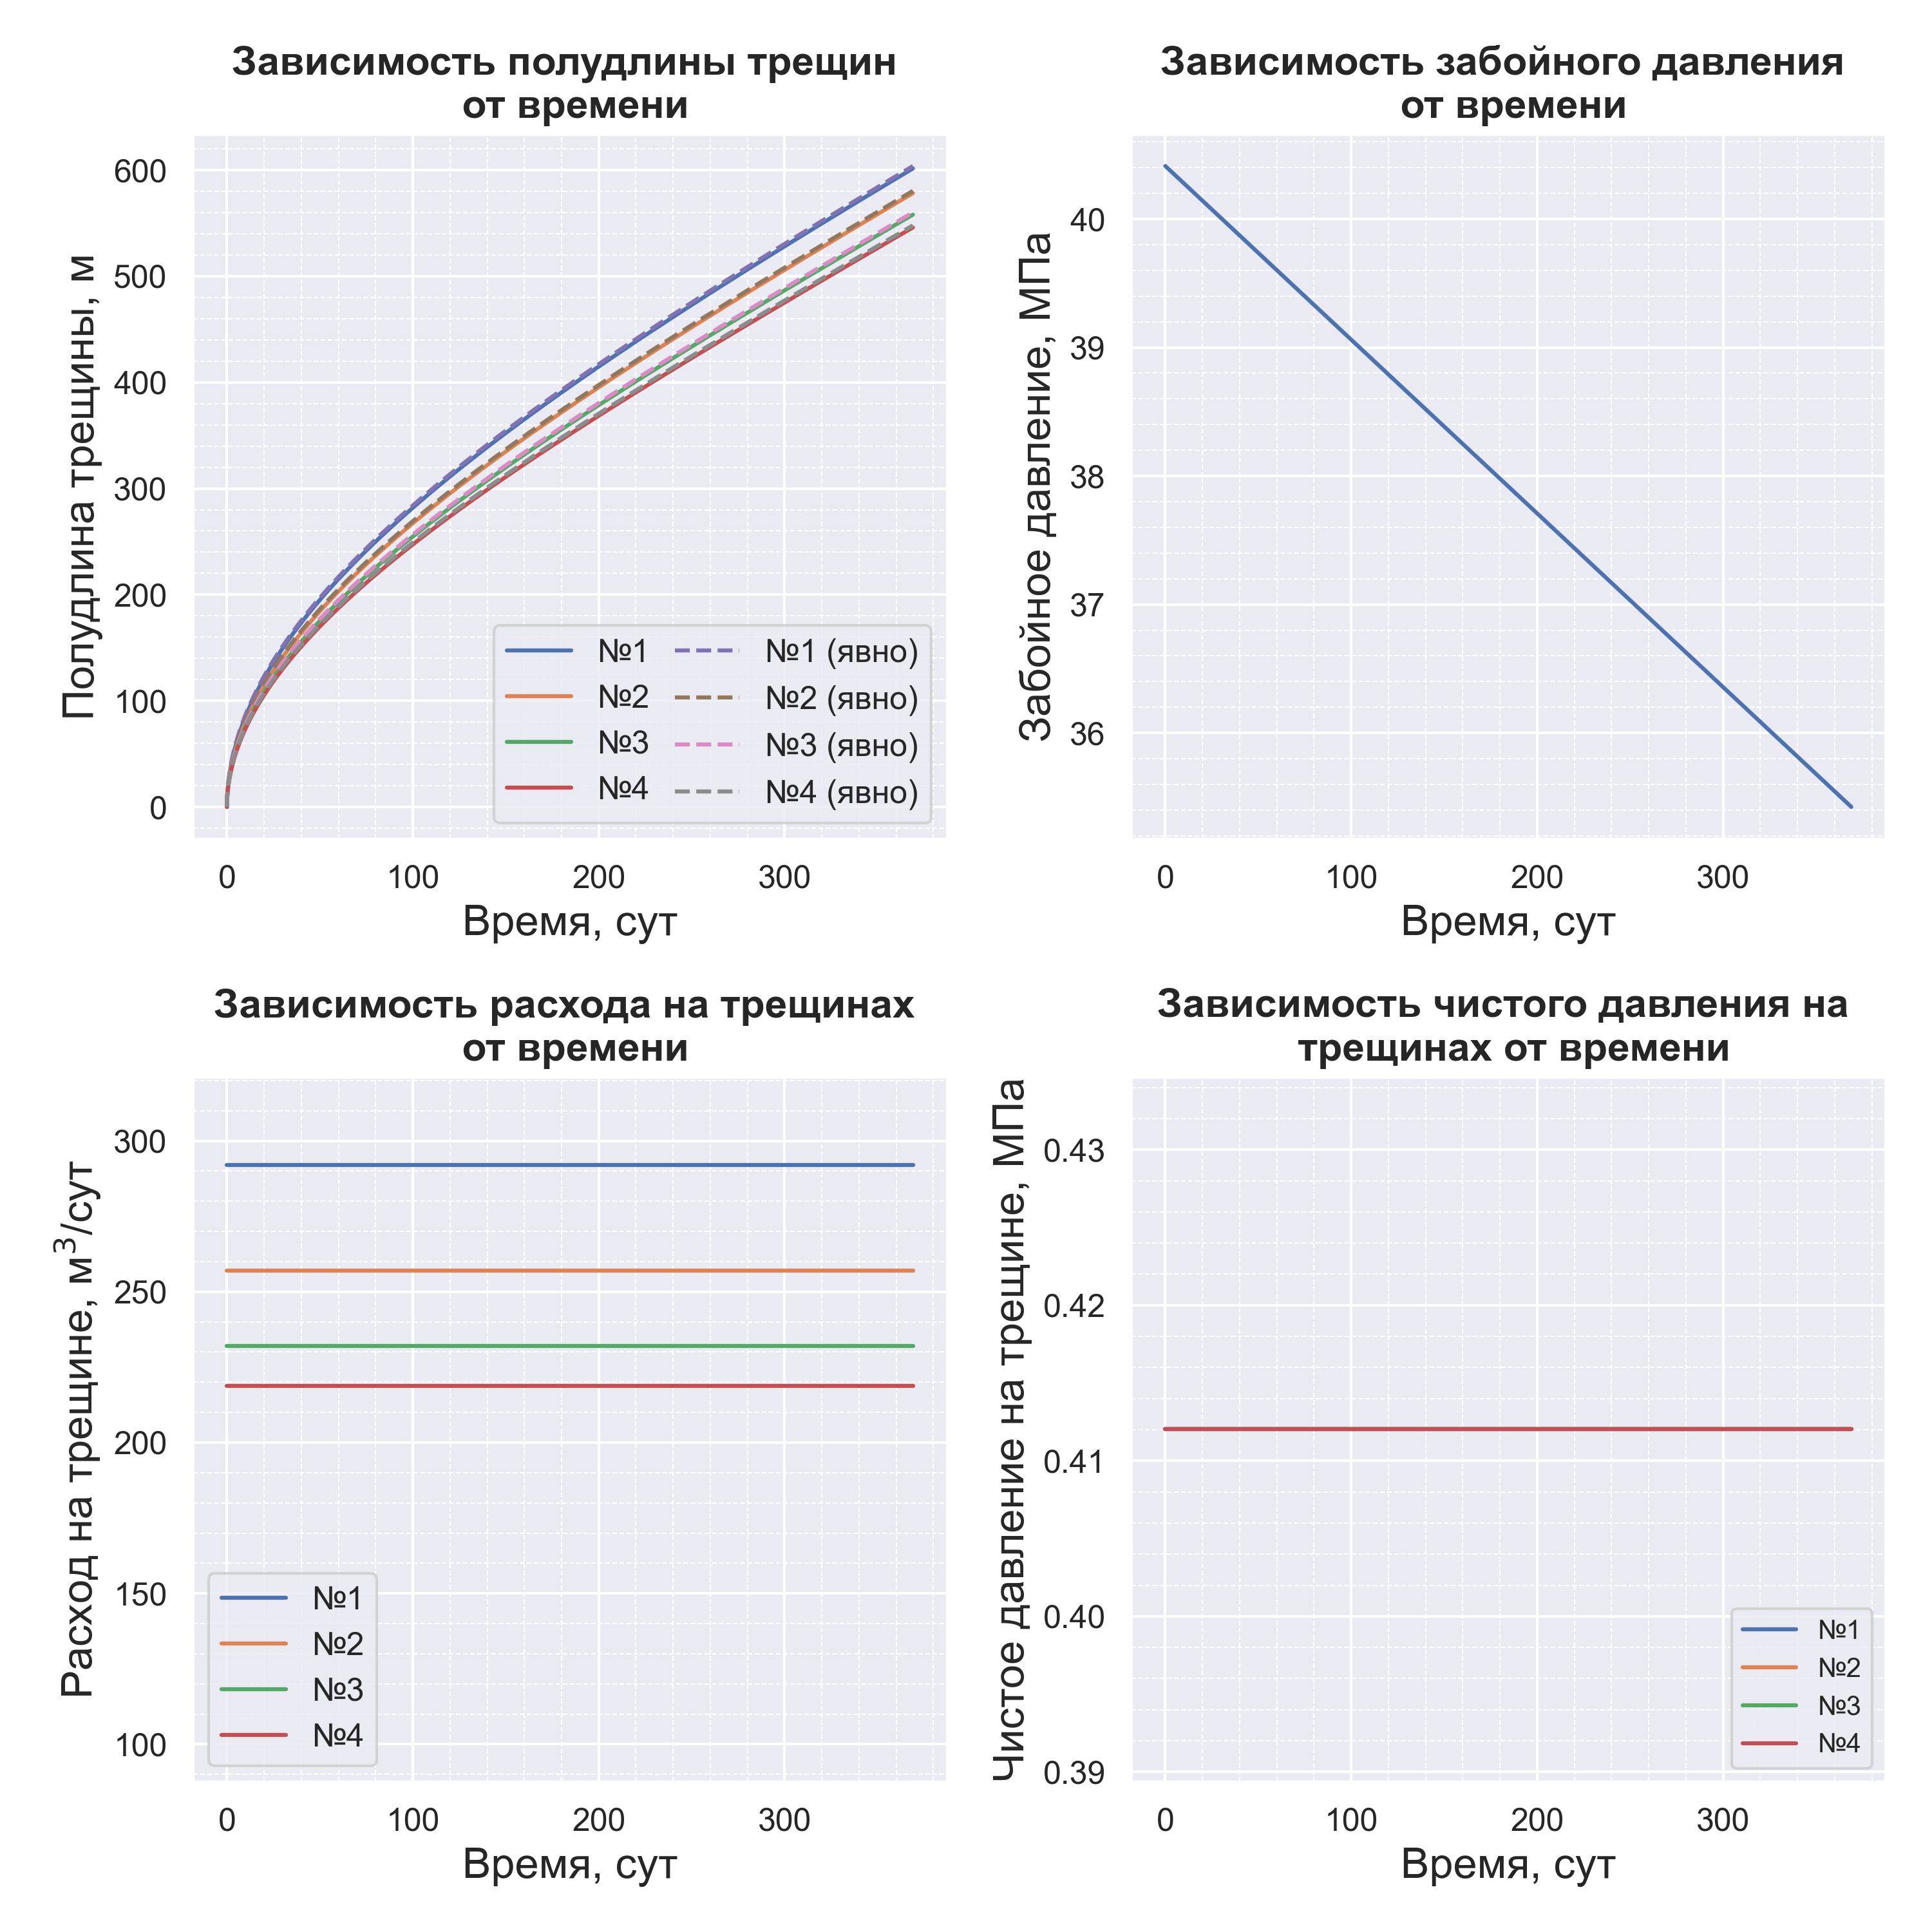 Зависимость полудлины трещин
от времени
Полудлина трещины, м
600
500
400
300
200
100
0
№1
№2
№3
№4
№1 (явно)
№2 (явно)
№3 (явно)
№4 (явно)
0 100 200 300
Время, сут
Зависимость забойного давления
от времени
Забойное давление, МПа
40
39
38
37
36
0 100 200 300
Время, сут
Зависимость расхода на трещинах
от времени
Расход на трещине, м³/сут
300
250
200
150
100
№1
№2
№3
№4
0 100 200 300
Время, сут
Зависимость чистого давления на
трещинах от времени
Чистое давление на трещине, МПа
0.43
0.42
0.41
0.40
0.39
№1
№2
№3
№4
0 100 200 300
Время, сут